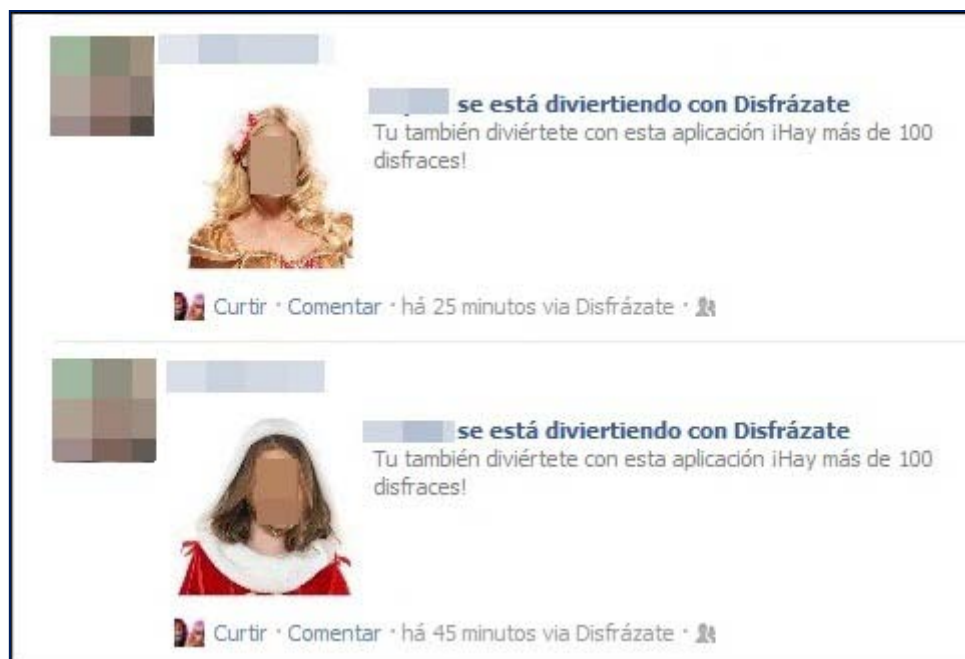 se está diviertiendo con Disfrázate
Tu también diviértete con esta aplicación ¡Hay más de 100
disfraces!
Curtir · Comentar · há 25 minutos via Disfrázate ·
se está diviertiendo con Disfrázate
Tu también diviértete con esta aplicación ¡Hay más de 100
disfraces!
Curtir · Comentar · há 45 minutos via Disfrázate ·